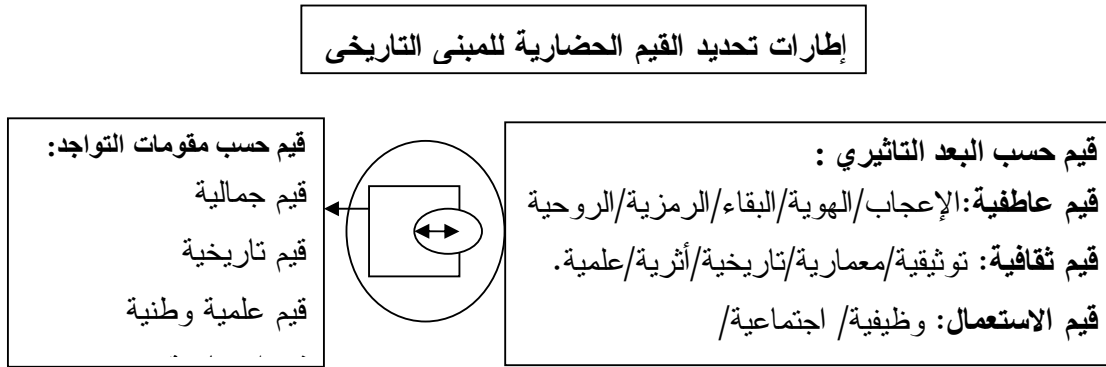 إطارات تحديد القيم الحضارية للمبنى التاريخى
قيم حسب البعد التاثيري :
قيم عاطفية:الإعجاب/الهوية/البقاء/الرمزية/الروحية
قيم ثقافية: توثيقية/معمارية/تاريخية/أثرية/علمية.
قيم الاستعمال: وظيفية/ اجتماعية/
قيم حسب مقومات التواجد:
قيم جمالية
قيم تاريخية
قيم علمية وطنية